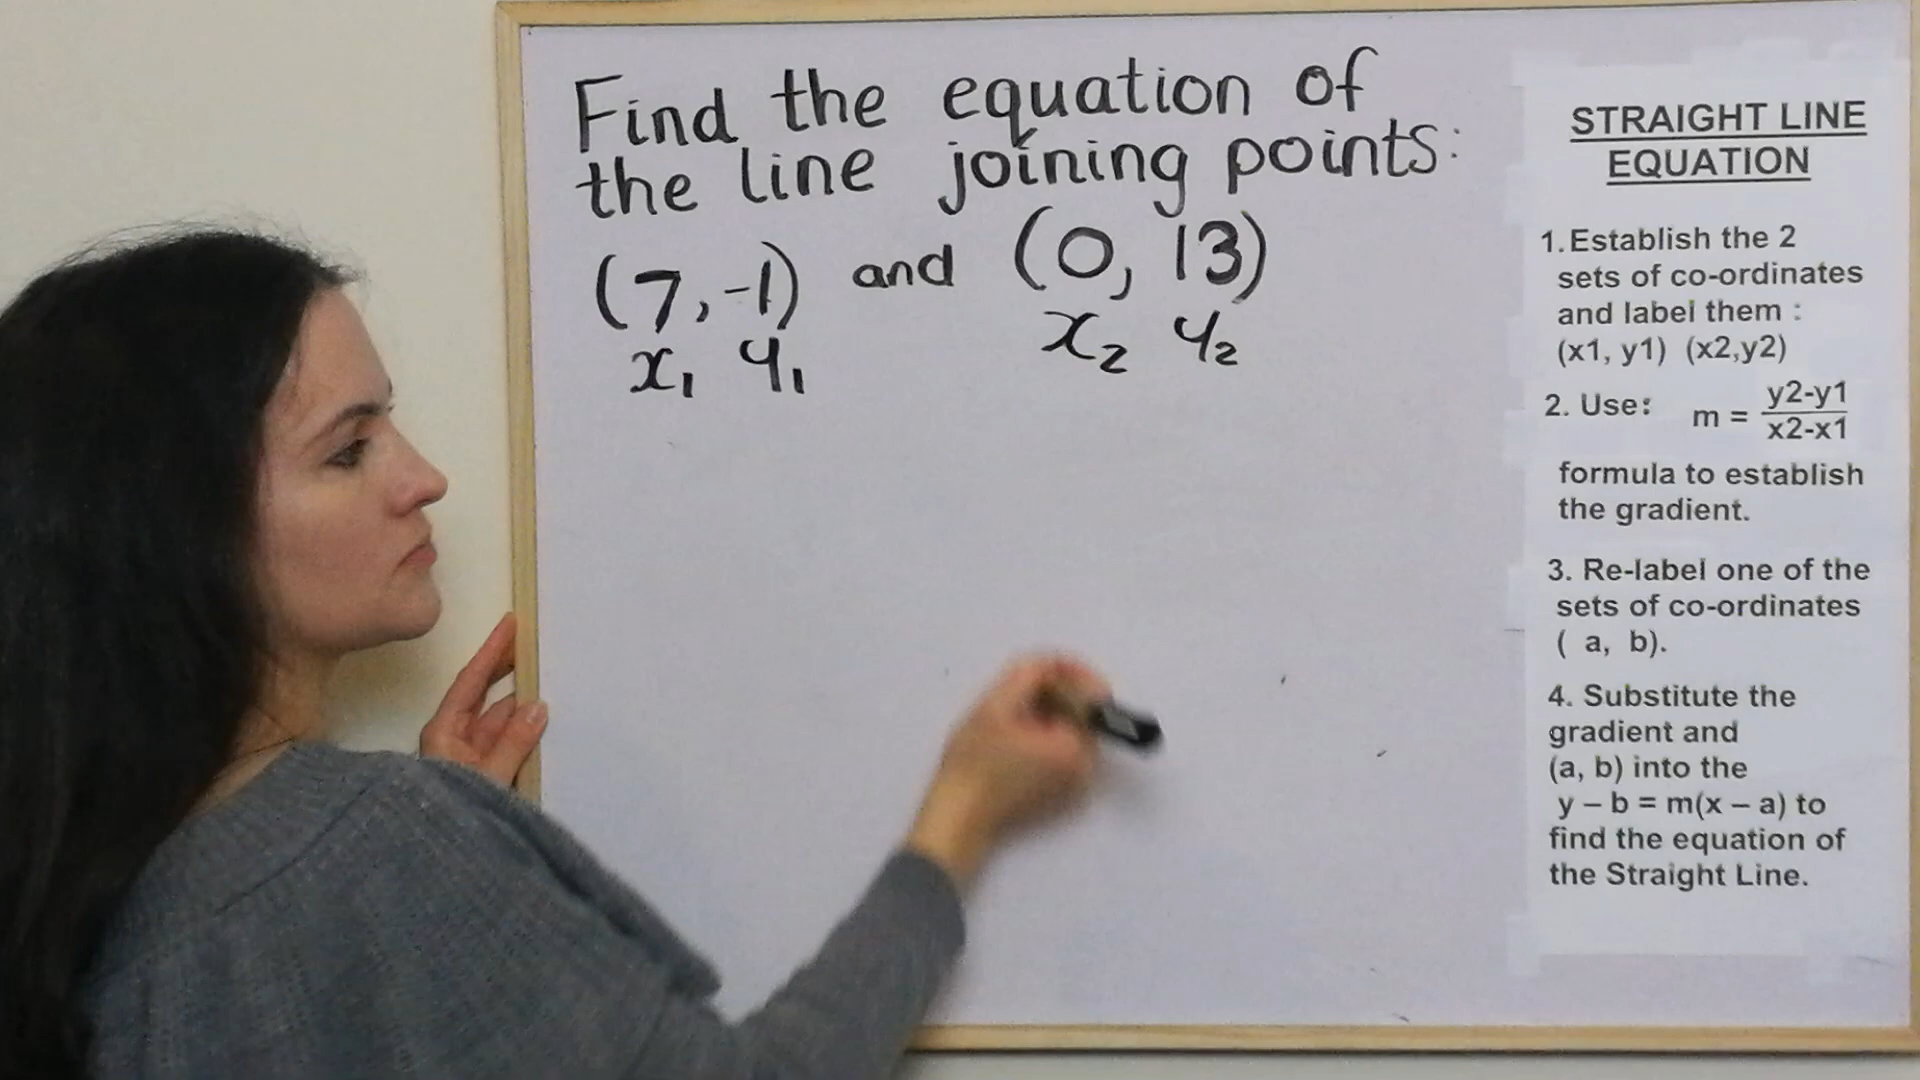 Find the equation of
the line joining points:
(7, -1) and (0, 13)
x₁ y₁ x₂ y₂
STRAIGHT LINE
EQUATION
1. Establish the 2
sets of co-ordinates
and label them :
(x1, y1) (x2,y2)
2. Use: m = y2-y1
x2-x1
formula to establish
the gradient.
3. Re-label one of the
sets of co-ordinates
( a, b).
4. Substitute the
gradient and
(a, b) into the
y – b = m(x – a) to
find the equation of
the Straight Line.